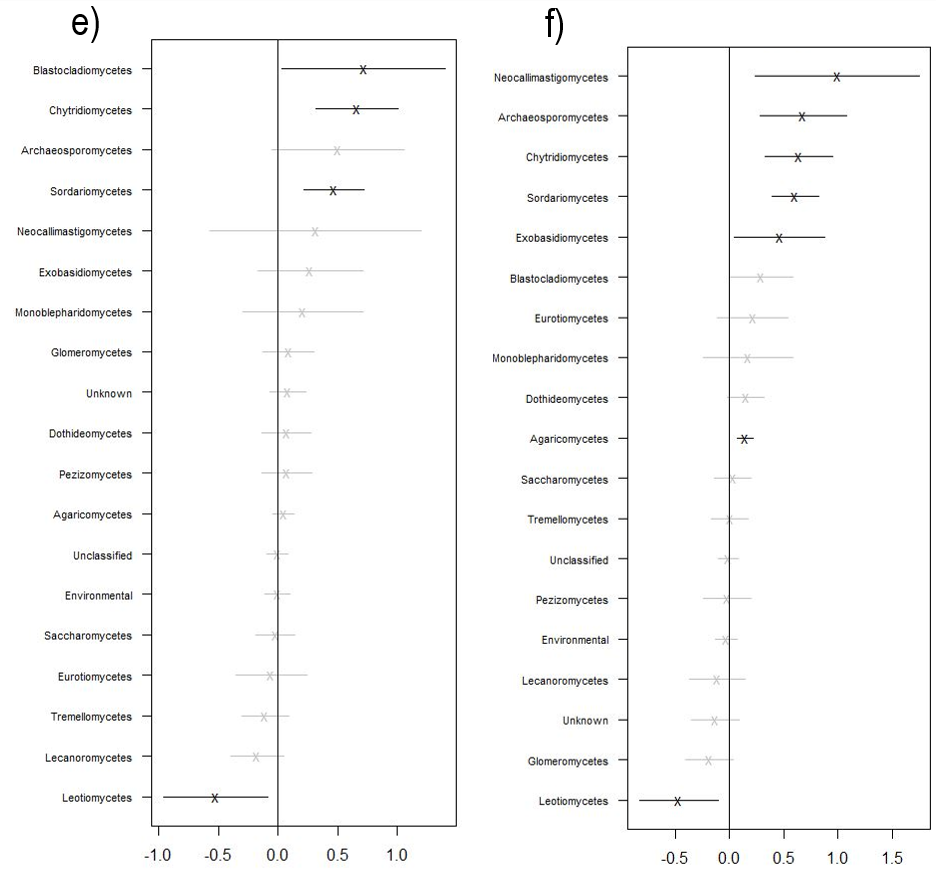 e)
Blastocladiomycetes
Chytridiomycetes
Archaesporomycetes
Sordariomycetes
Neocallimastigomycetes
Exobasidiomycetes
Monoblepharidomycetes
Glomeromycetes
Unknown
Dothideomycetes
Pezizomycetes
Agaricomycetes
Unclassified
Environmental
Saccharomycetes
Eurotiomycetes
Tremellomycetes
Lecanoromycetes
Leotiomycetes
-1.0 -0.5 0.0 0.5 1.0
f)
Neocallimastigomycetes
Archaeosporomycetes
Chytridiomycetes
Sordariomycetes
Exobasidiomycetes
Blastocladiomycetes
Eurotiomycetes
Monoblepharidomycetes
Dothideomycetes
Agaricomycetes
Saccharomycetes
Tremellomycetes
Unclassified
Pezizomycetes
Environmental
Lecanoromycetes
Unknown
Glomeromycetes
Leotiomycetes
-0.5 0.0 0.5 1.0 1.5